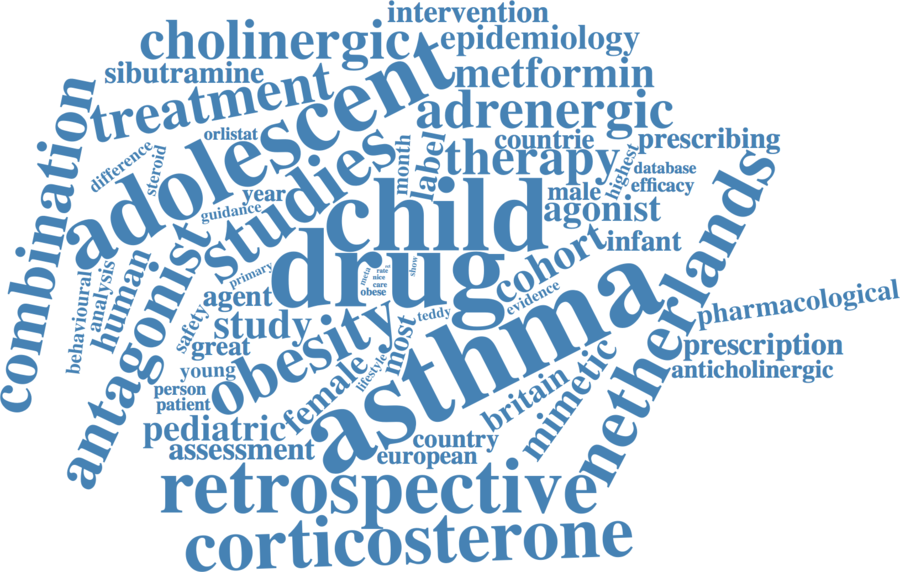 intervention
cholinergic
epidemiology
sibutramine
metformin
treatment
adolescent
adrenergic
combination
orlistat
countrie
prescribing
studies
month
label
therapy
highest
database
difference
steroid
efficacy
year
male
guidance
child
agonist
netherlands
antagonist
human
analysis
behavioural
drug
cohort
infant
primary
meta
rate
nice
care
obese
show
agent
safety
study
teddy
evidence
pharmacological
great
obesity
most
asthma
prescription
young
lifestyle
anticholinergic
person
patient
female
britain
mimetic
pediatric
country
assessment
european
retrospective
corticosterone